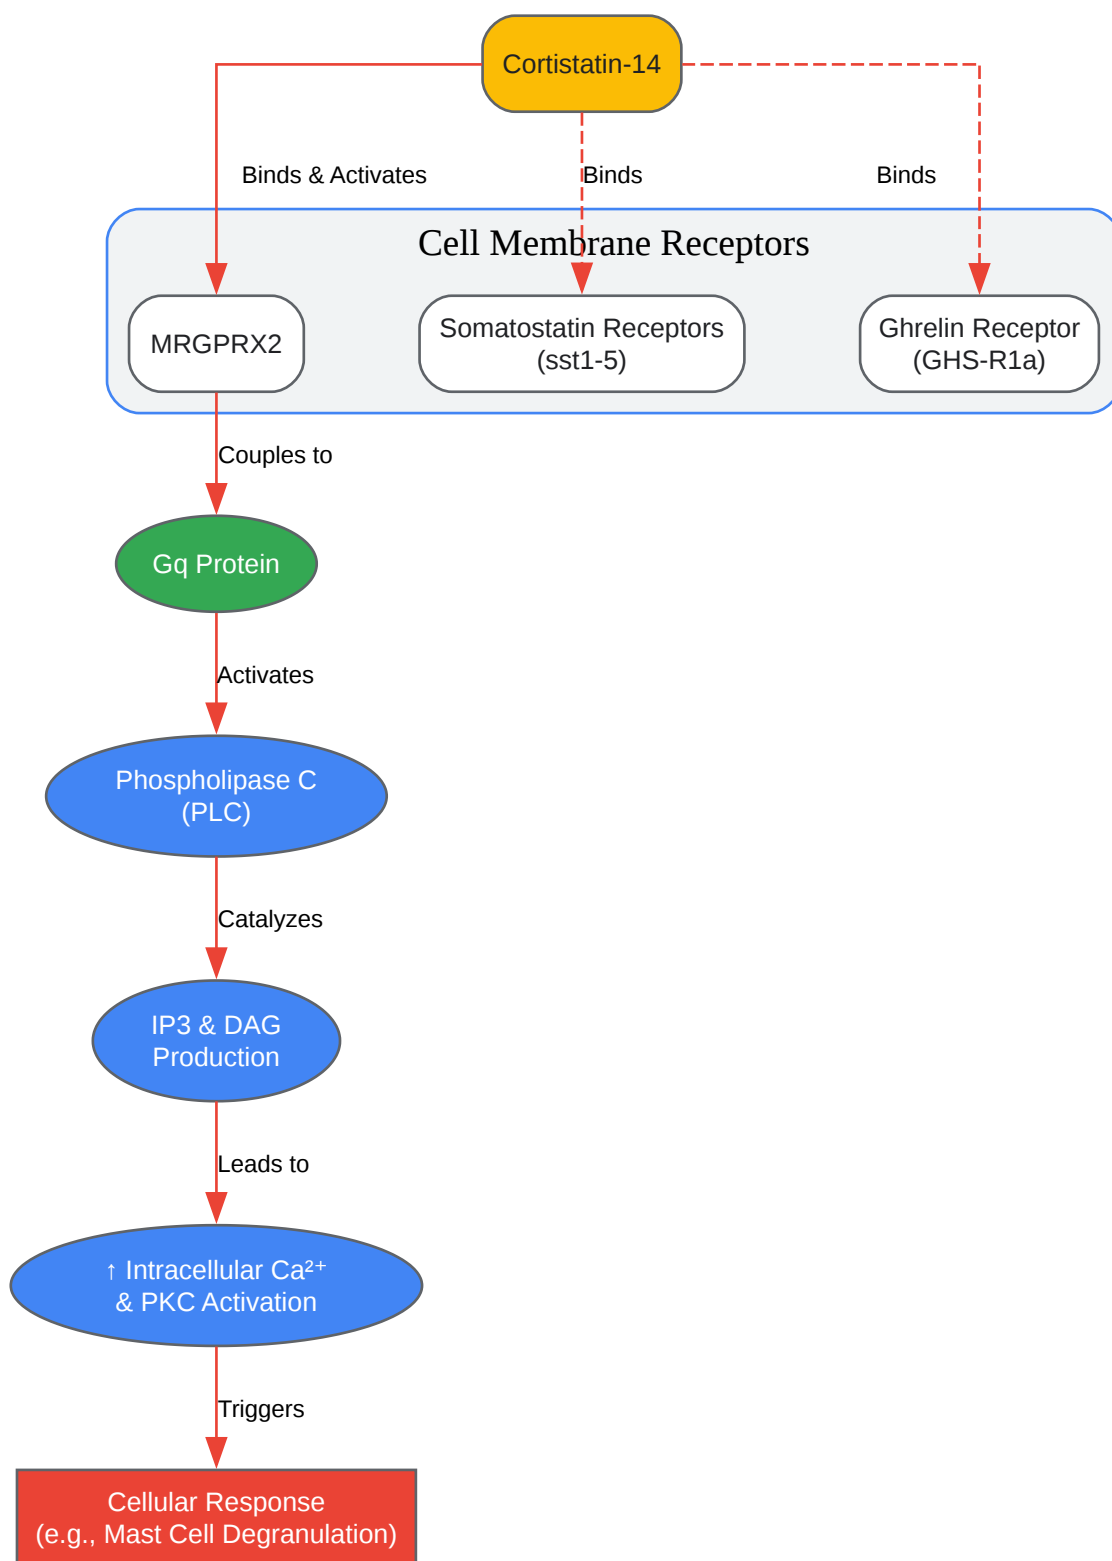 Cortistatin-14
Binds & Activates
Binds
Binds
Cell Membrane Receptors
MRGPRX2
Somatostatin Receptors
(sst1-5)
Ghrelin Receptor
(GHS-R1a)
Couples to
Gq Protein
Activates
Phospholipase C
(PLC)
Catalyzes
IP3 & DAG
Production
Leads to
↑ Intracellular Ca²⁺
& PKC Activation
Triggers
Cellular Response
(e.g., Mast Cell Degranulation)